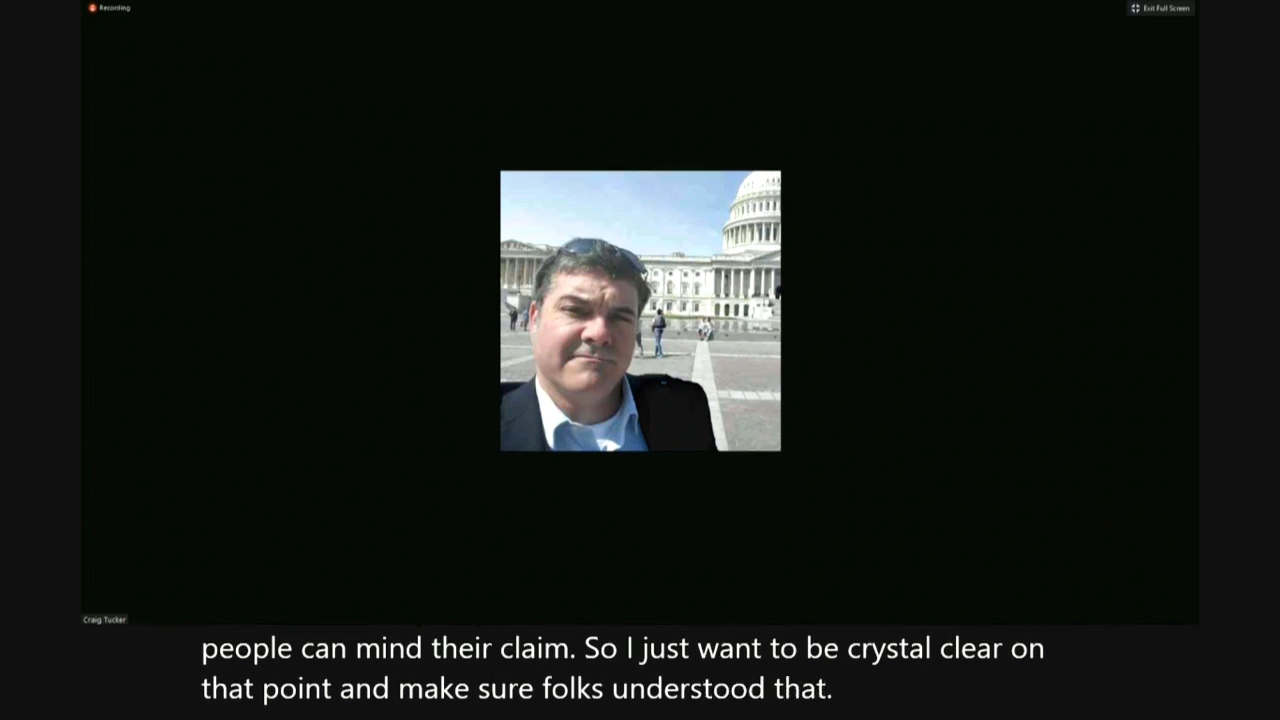 Recording
Exit Full Screen
Craig Tucker
people can mind their claim. So I just want to be crystal clear on
that point and make sure folks understood that.